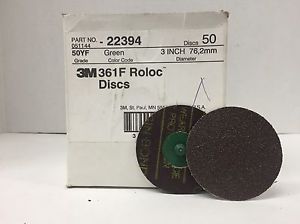 PART NO. - 22394 Discs 50
051144
50YF Green 3 INCH 76,2mm
Grade Color Code Diameter
3M 361F Roloc™
Discs
3M, St. Paul, MN